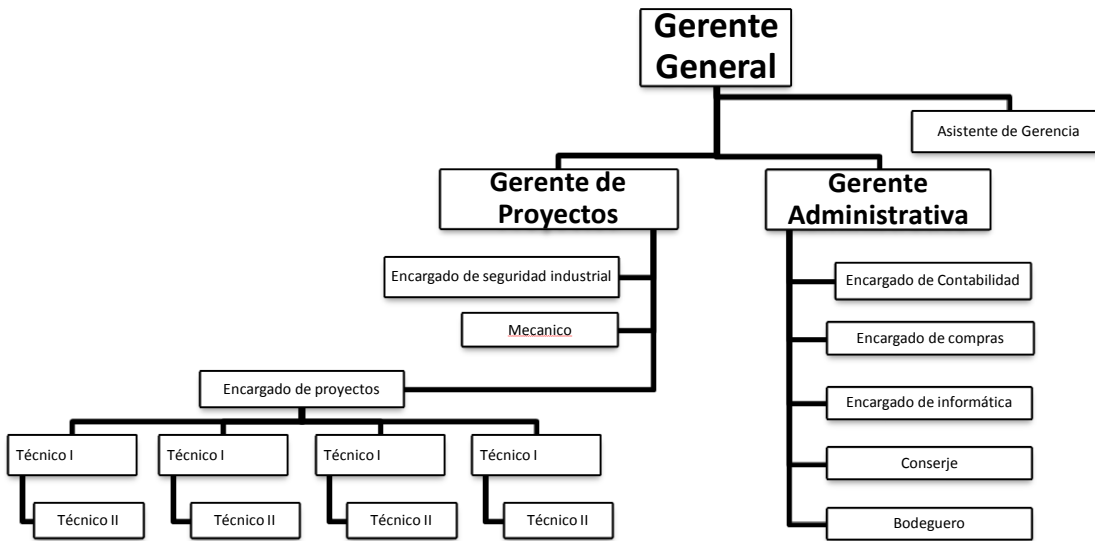 Gerente
General
Asistente de Gerencia
Gerente de
Proyectos
Gerente
Administrativa
Encargado de seguridad industrial
Encargado de Contabilidad
Mecanico
Encargado de compras
Encargado de proyectos
Encargado de informática
Técnico I
Técnico I
Técnico I
Técnico I
Conserje
Técnico II
Técnico II
Técnico II
Técnico II
Bodeguero